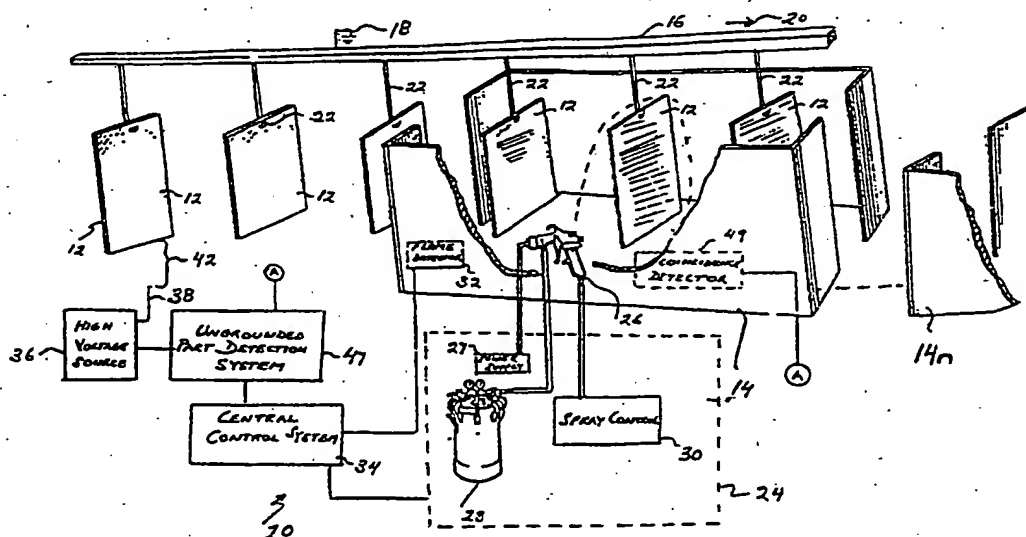 18
16
20
22
22
22
22
22
12
12
12
12
12
12
FLAME
DETECTOR
32
49
COINCIDENCE
DETECTOR
42
38
A
36
HIGH
VOLTAGE
SOURCE
UNGROUNDED
PART DETECTION
SYSTEM
47
26
27
POWER
SUPPLY
14
14n
A
CENTRAL
CONTROL SYSTEM
34
SPRAY CONTROL
30
28
24
10